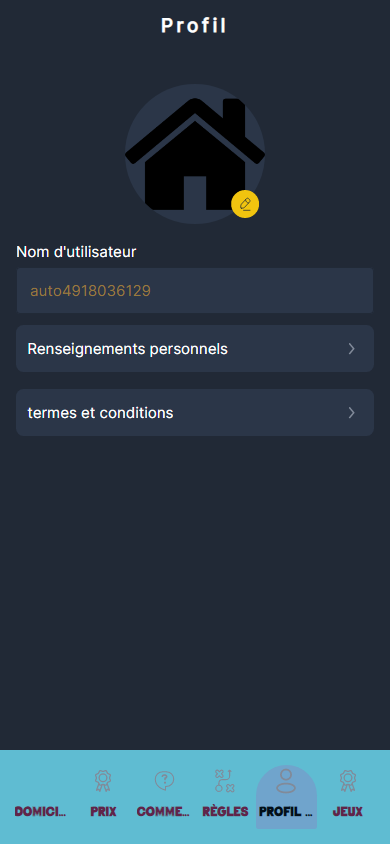 Profil
Nom d'utilisateur
auto4918036129
Renseignements personnels
termes et conditions
DOMICI...
PRIX
COMME...
RÈGLES
PROFIL ...
JEUX